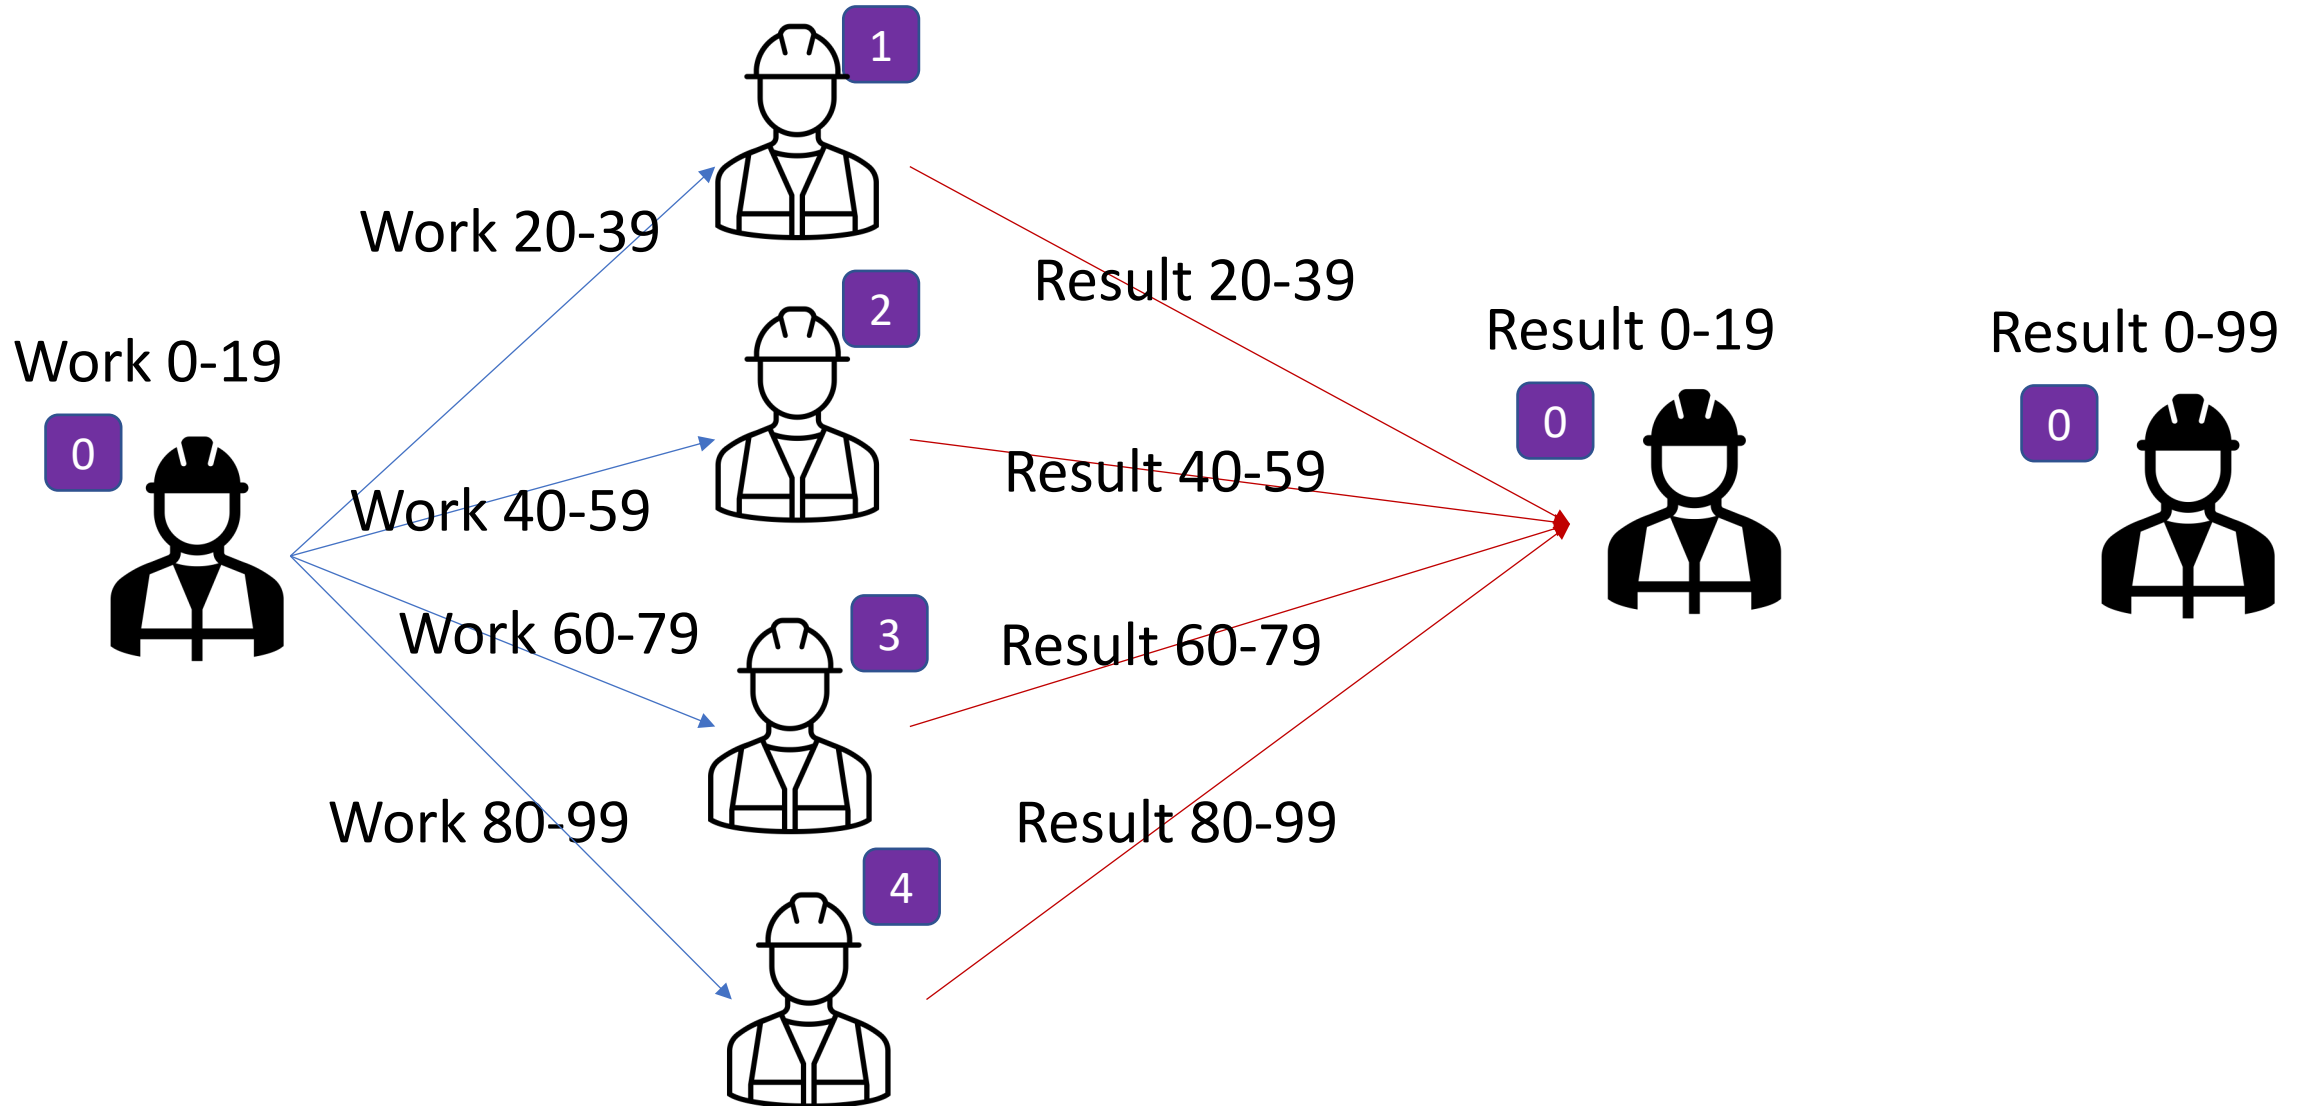 1
Work 20-39
2
Result 20-39
Work 0-19
0
Work 40-59
Result 40-59
Result 0-19
0
Result 0-99
0
3
Work 60-79
Result 60-79
Work 80-99
Result 80-99
4